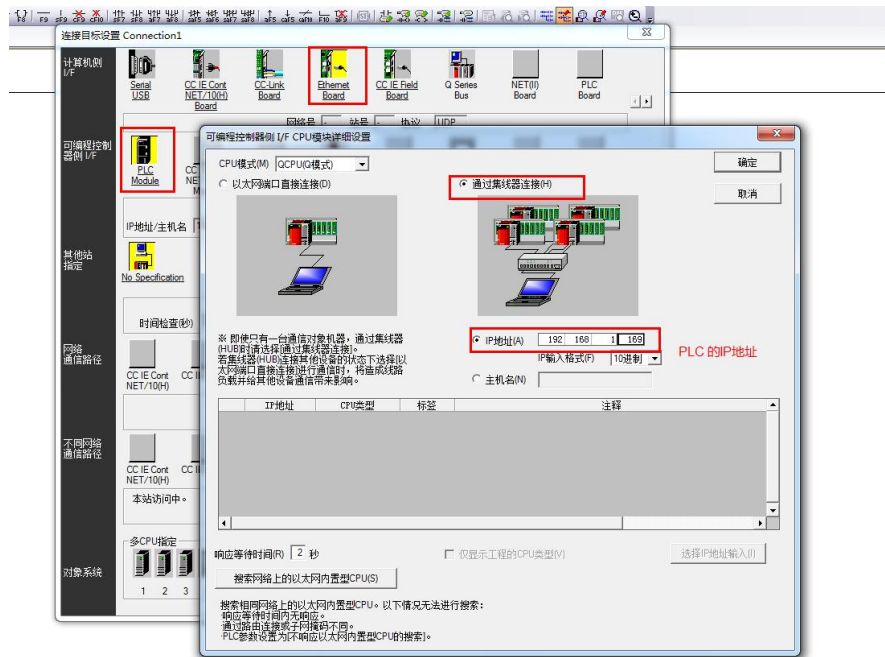 F8 F9 sF9 cF9 cF10 sF7 sF8 aF7 aF8 saF5 saF6 saF7 saF8 aF5 caF5 caF10 F10 aF9
连接目标设置 Connection1
计算机侧
I/F
Serial
USB
CC IE Cont
NET/10(H)
Board
CC-Link
Board
Ethernet
Board
CC IE Field
Board
Q Series
Bus
NET(II)
Board
PLC
Board
网络号 站号 协议 UDP
可编程控制
器侧 I/F
PLC
Module
IP地址/主机名
其他站
指定
No Specification
时间检查(秒)
网络
通信路径
CC IE Cont
NET/10(H)
不同网络
通信路径
CC IE Cont
NET/10(H)
本站访问中。
多CPU指定
对象系统
1 2 3
可编程控制器侧 I/F CPU模块详细设置
CPU模式(M) QCPU(Q模式)
确定
取消
以太网端口直接连接(D)
通过集线器连接(H)
※ 即使只有一台通信对象机器，通过集线器
(HUB)时请选择[通过集线器连接]。
若集线器(HUB)连接其他设备的状态下选择[以
太网端口直接连接]进行通信时，将造成线路
负载并给其他设备通信带来影响。
IP地址(A) 192 168 1 169
IP输入格式(F) 10进制
主机名(N)
PLC 的IP地址
IP地址 CPU类型 标签 注释
响应等待时间(R) 2 秒
仅显示工程的CPU类型(V)
选择IP地址输入(I)
搜索网络上的以太网内置型CPU(S)
搜索相同网络上的以太网内置型CPU。以下情况无法进行搜索：
·响应等待时间内无响应。
·通过路由连接或子网掩码不同。
·PLC参数设置为[不响应以太网内置型CPU的搜索]。